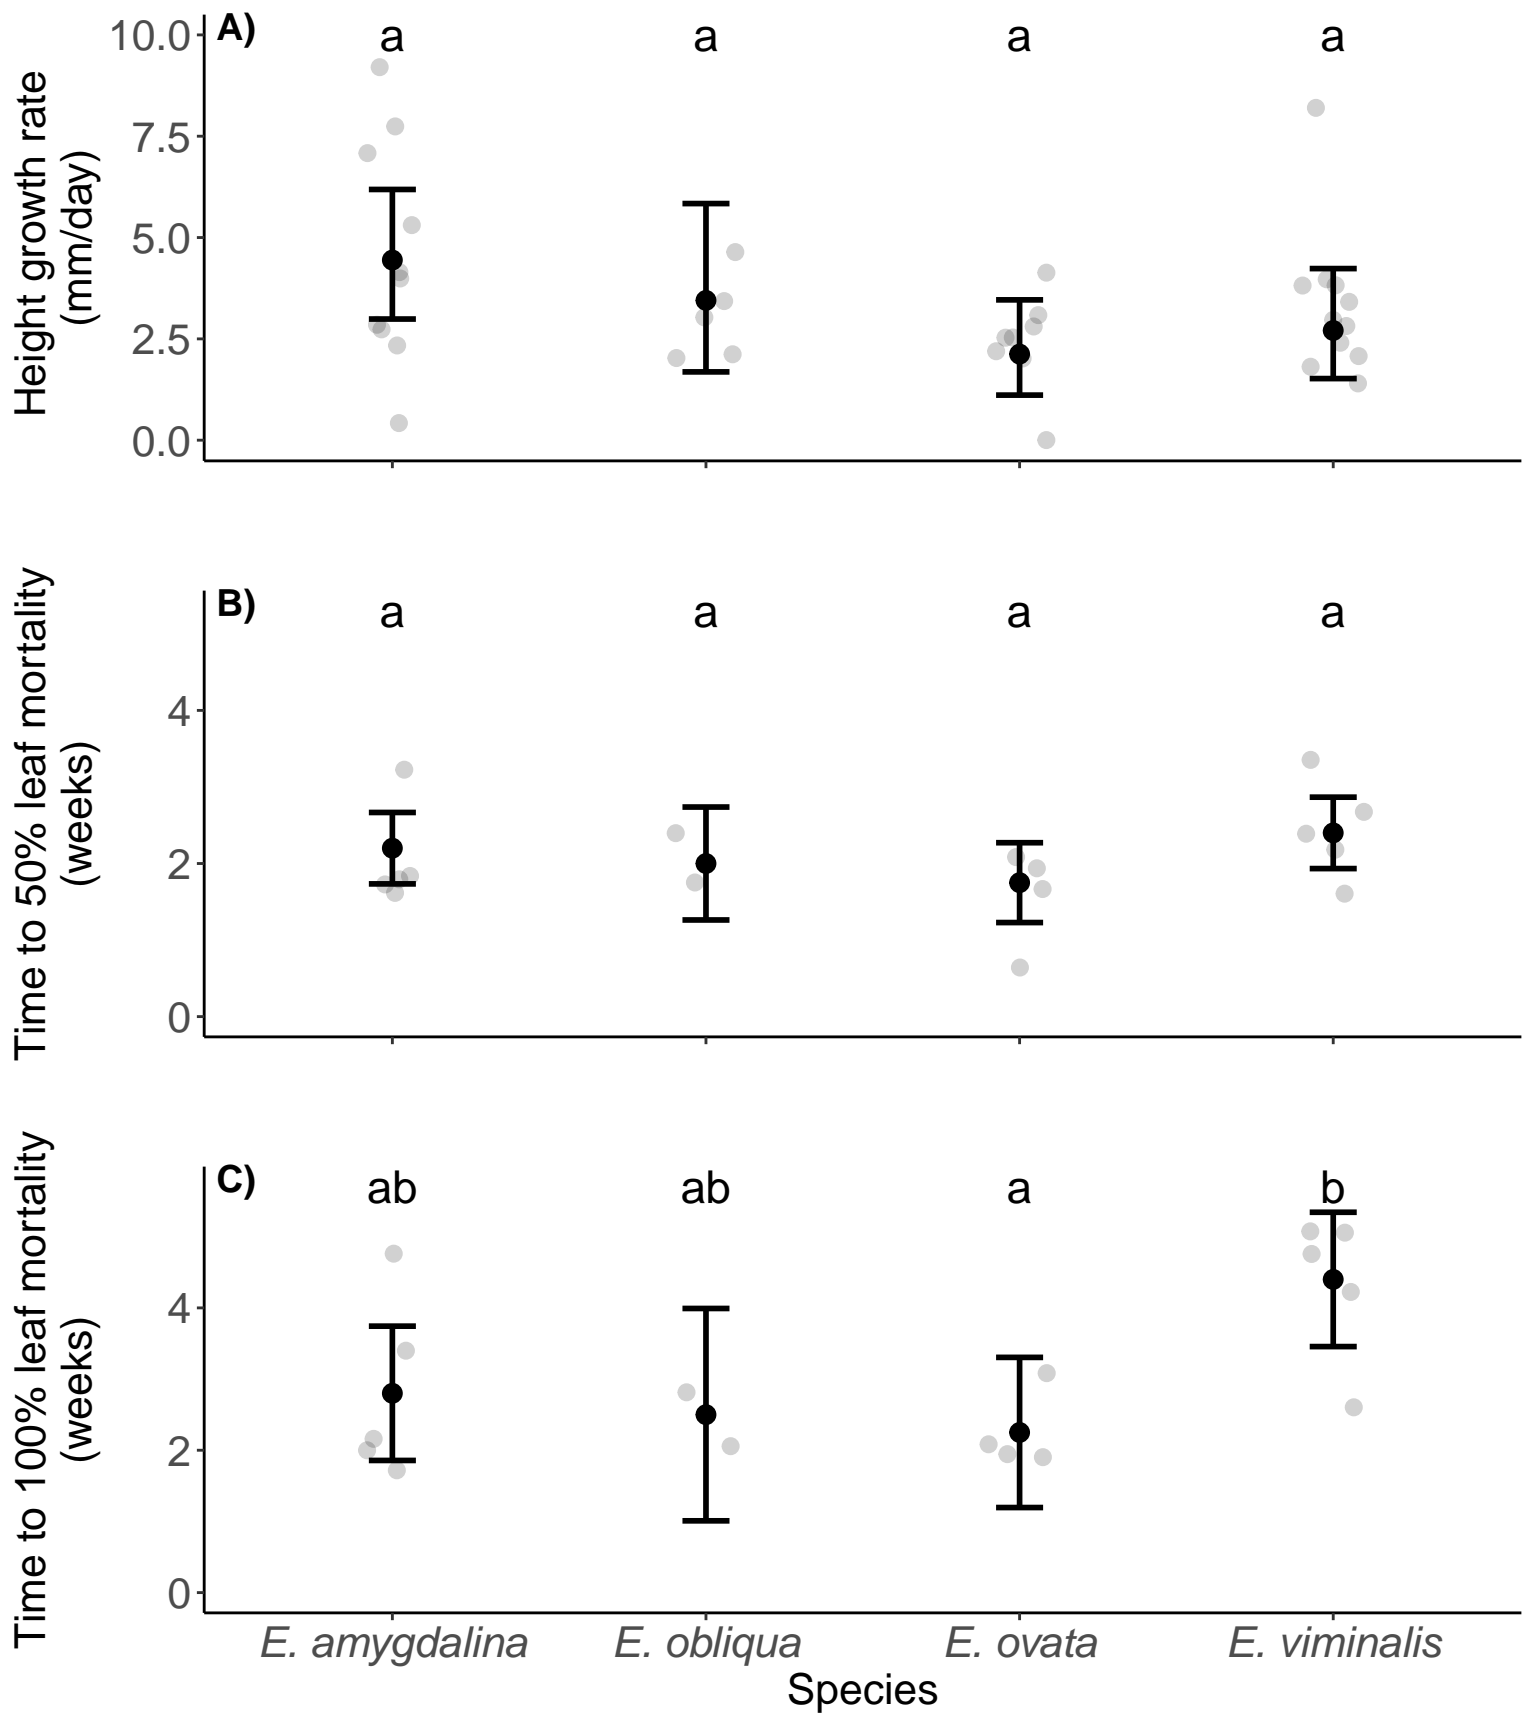 A)
a a a a
10.0
7.5
5.0
2.5
0.0
Height growth rate
(mm/day)
B)
a a a a
4
2
0
Time to 50% leaf mortality
(weeks)
C)
ab ab a b
4
2
0
Time to 100% leaf mortality
(weeks)
E. amygdalina E. obliqua E. ovata E. viminalis
Species